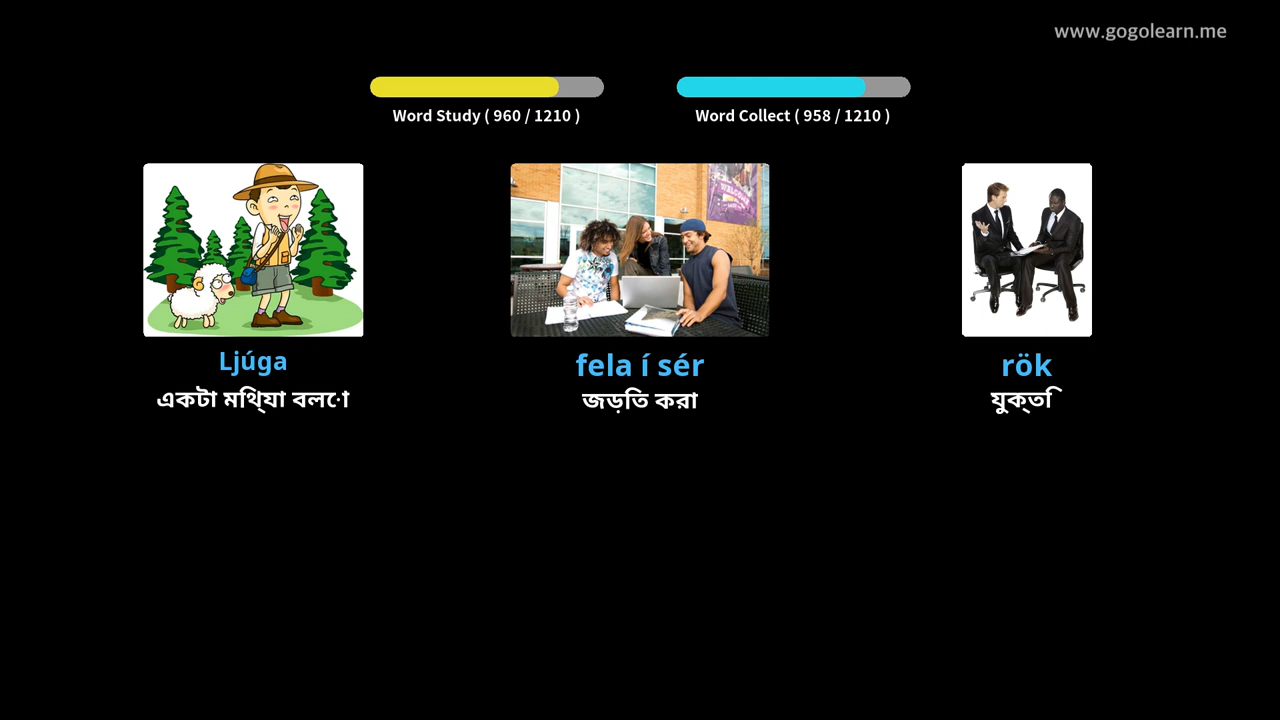 www.gogolearn.me
Word Study ( 960 / 1210 )
Word Collect ( 958 / 1210 )
WELCOME
Ljúga
fela í sér
rök
একটা মিথ্যা বলো
জড়িত করা
যুক্তি